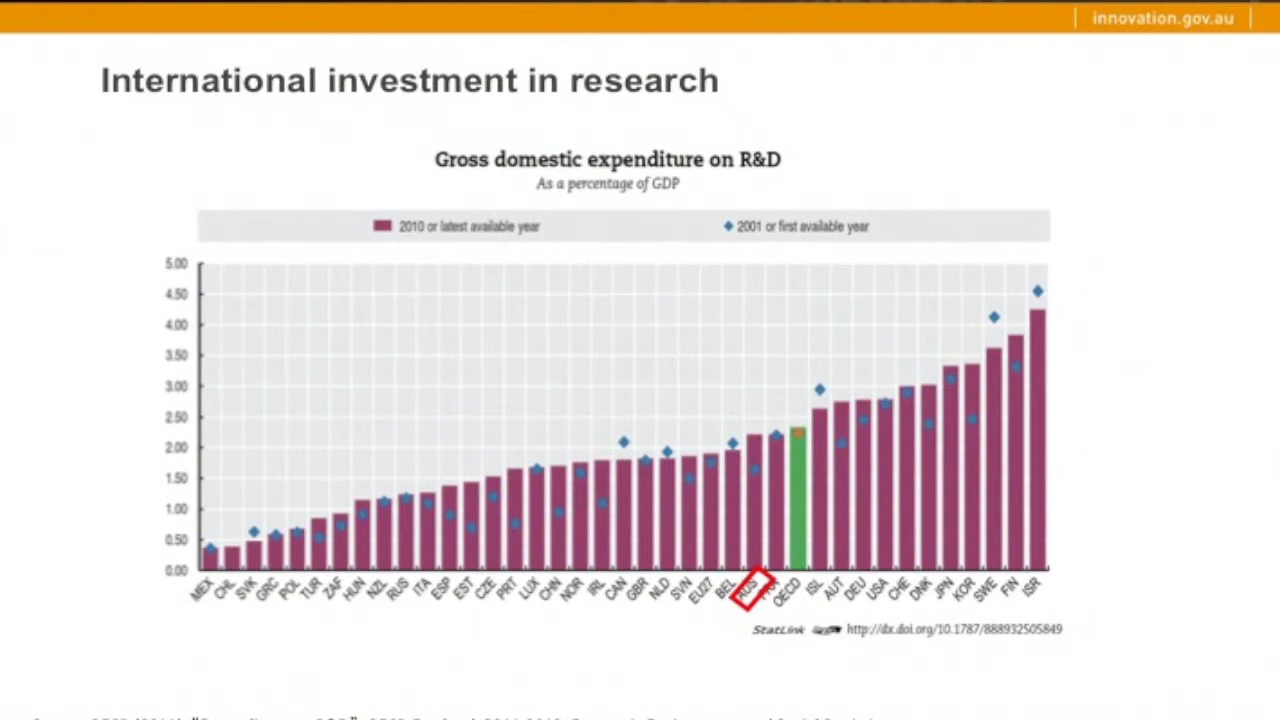 innovation.gov.au
International investment in research
Gross domestic expenditure on R&D
As a percentage of GDP
2010 or latest available year
2001 or first available year
5.00
4.50
4.00
3.50
3.00
2.50
2.00
1.50
1.00
0.50
0.00
MEX CHL SVK GRC POL TUR ZAF HUN NZL RUS ITA ESP EST CZE PRT LUX CHN NOR IRL CAN GBR NLD SVN EU27 BEL AUS OECD ISL AUT DEU USA CHE DNK JPN KOR SWE FIN ISR
StatLink http://dx.doi.org/10.1787/888932505849